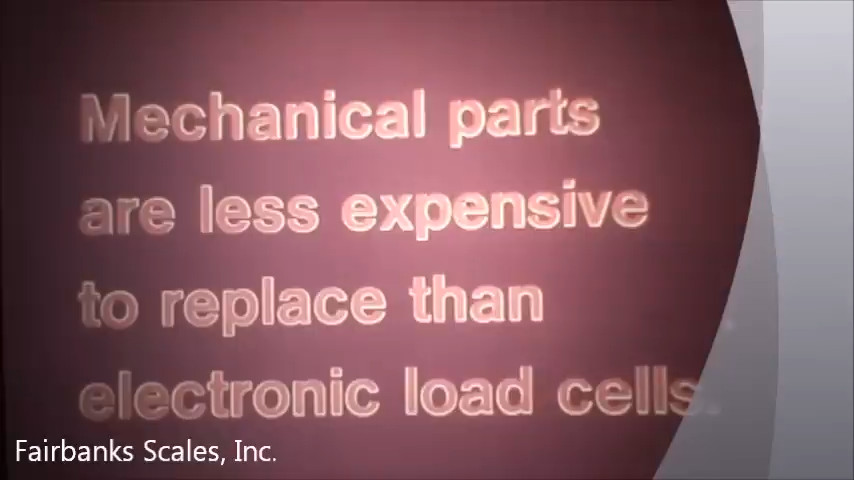 Mechanical parts
are less expensive
to replace than
electronic load cells.
Fairbanks Scales, Inc.